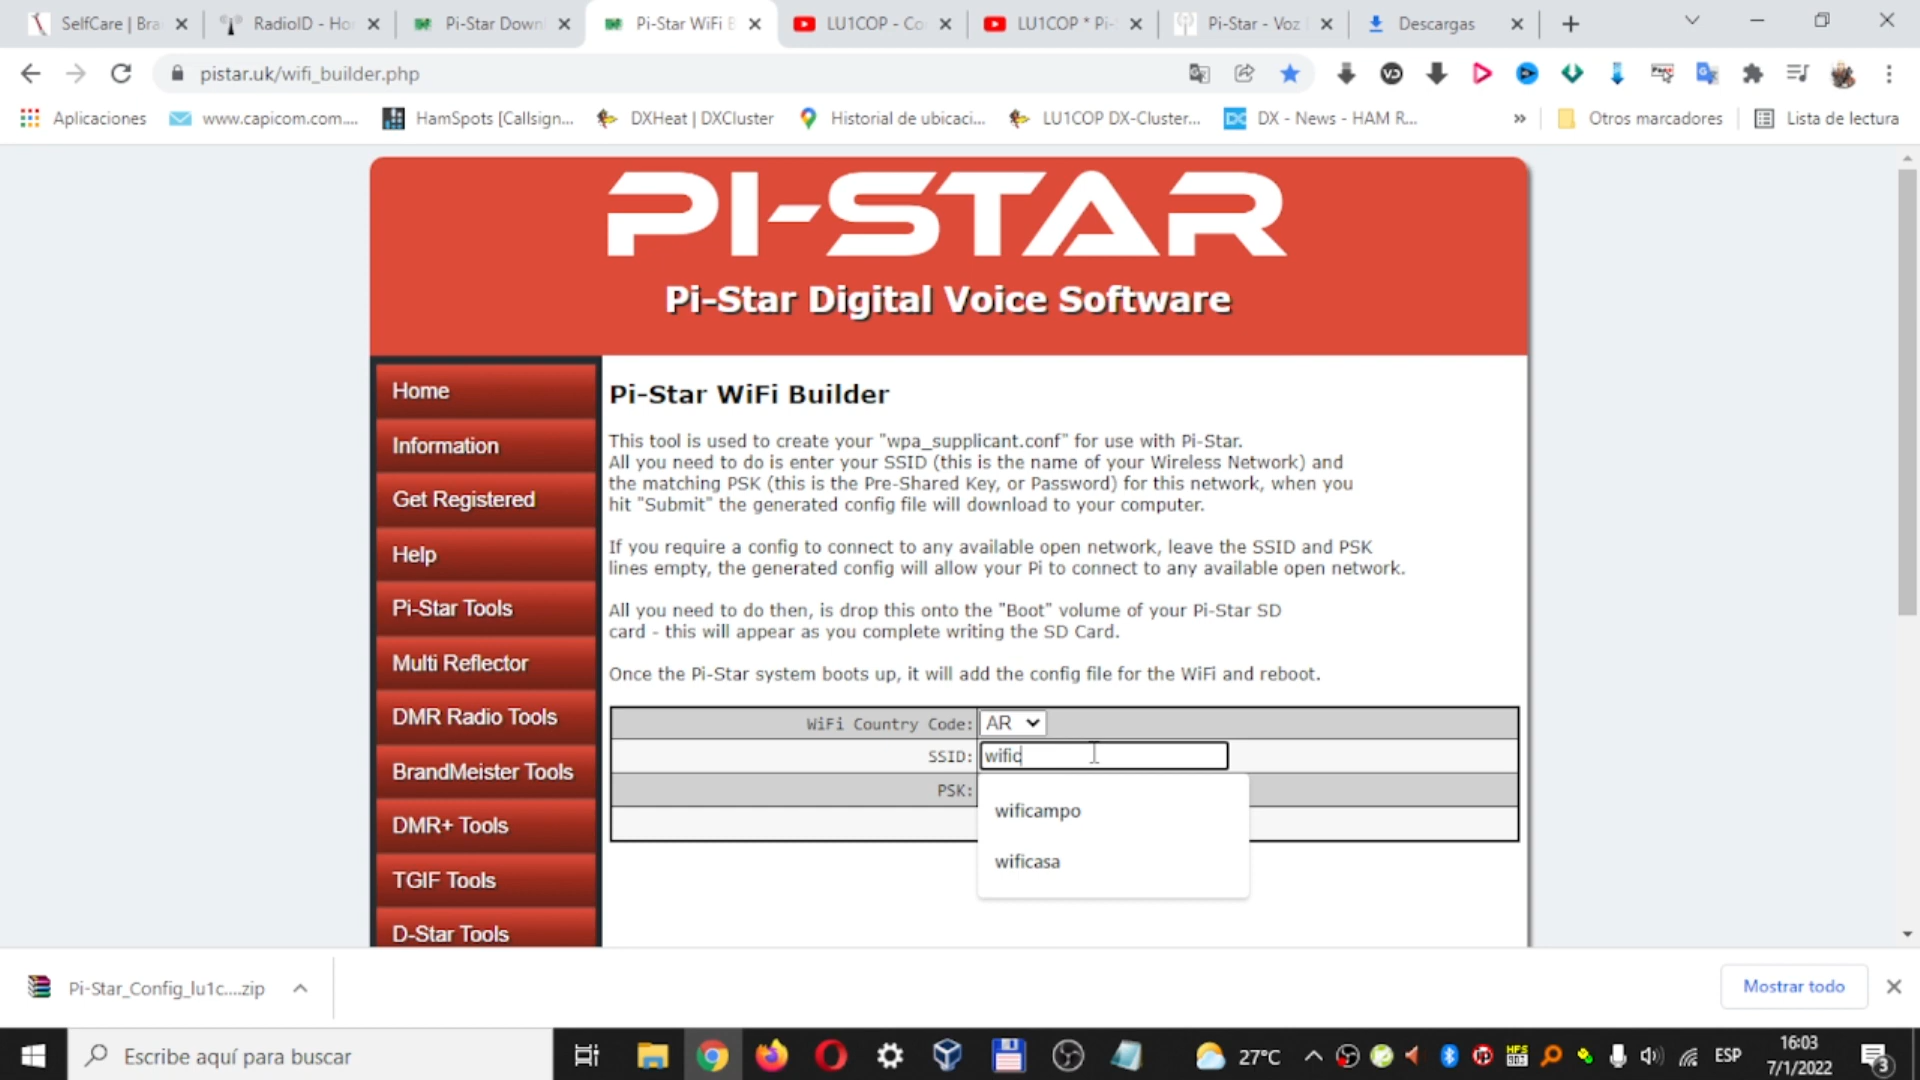 SelfCare | Bra
RadioID - Ho
Pi-Star Down
Pi-Star WiFi B
LU1COP - Co
LU1COP * Pi-
Pi-Star - Voz
Descargas
pistar.uk/wifi_builder.php
Aplicaciones
www.capicom.com....
HamSpots [Callsign...
DXHeat | DXCluster
Historial de ubicaci...
LU1COP DX-Cluster...
DX - News - HAM R...
»
Otros marcadores
Lista de lectura
PI-STAR
Pi-Star Digital Voice Software
Home
Information
Get Registered
Help
Pi-Star Tools
Multi Reflector
DMR Radio Tools
BrandMeister Tools
DMR+ Tools
TGIF Tools
D-Star Tools
Pi-Star WiFi Builder
This tool is used to create your "wpa_supplicant.conf" for use with Pi-Star.
All you need to do is enter your SSID (this is the name of your Wireless Network) and
the matching PSK (this is the Pre-Shared Key, or Password) for this network, when you
hit "Submit" the generated config file will download to your computer.
If you require a config to connect to any available open network, leave the SSID and PSK
lines empty, the generated config will allow your Pi to connect to any available open network.
All you need to do then, is drop this onto the "Boot" volume of your Pi-Star SD
card - this will appear as you complete writing the SD Card.
Once the Pi-Star system boots up, it will add the config file for the WiFi and reboot.
WiFi Country Code: AR
SSID: wific
PSK:
wificampo
wificasa
Pi-Star_Config_lu1c....zip
Mostrar todo
Escribe aquí para buscar
27°C
ESP
16:03
7/1/2022
3